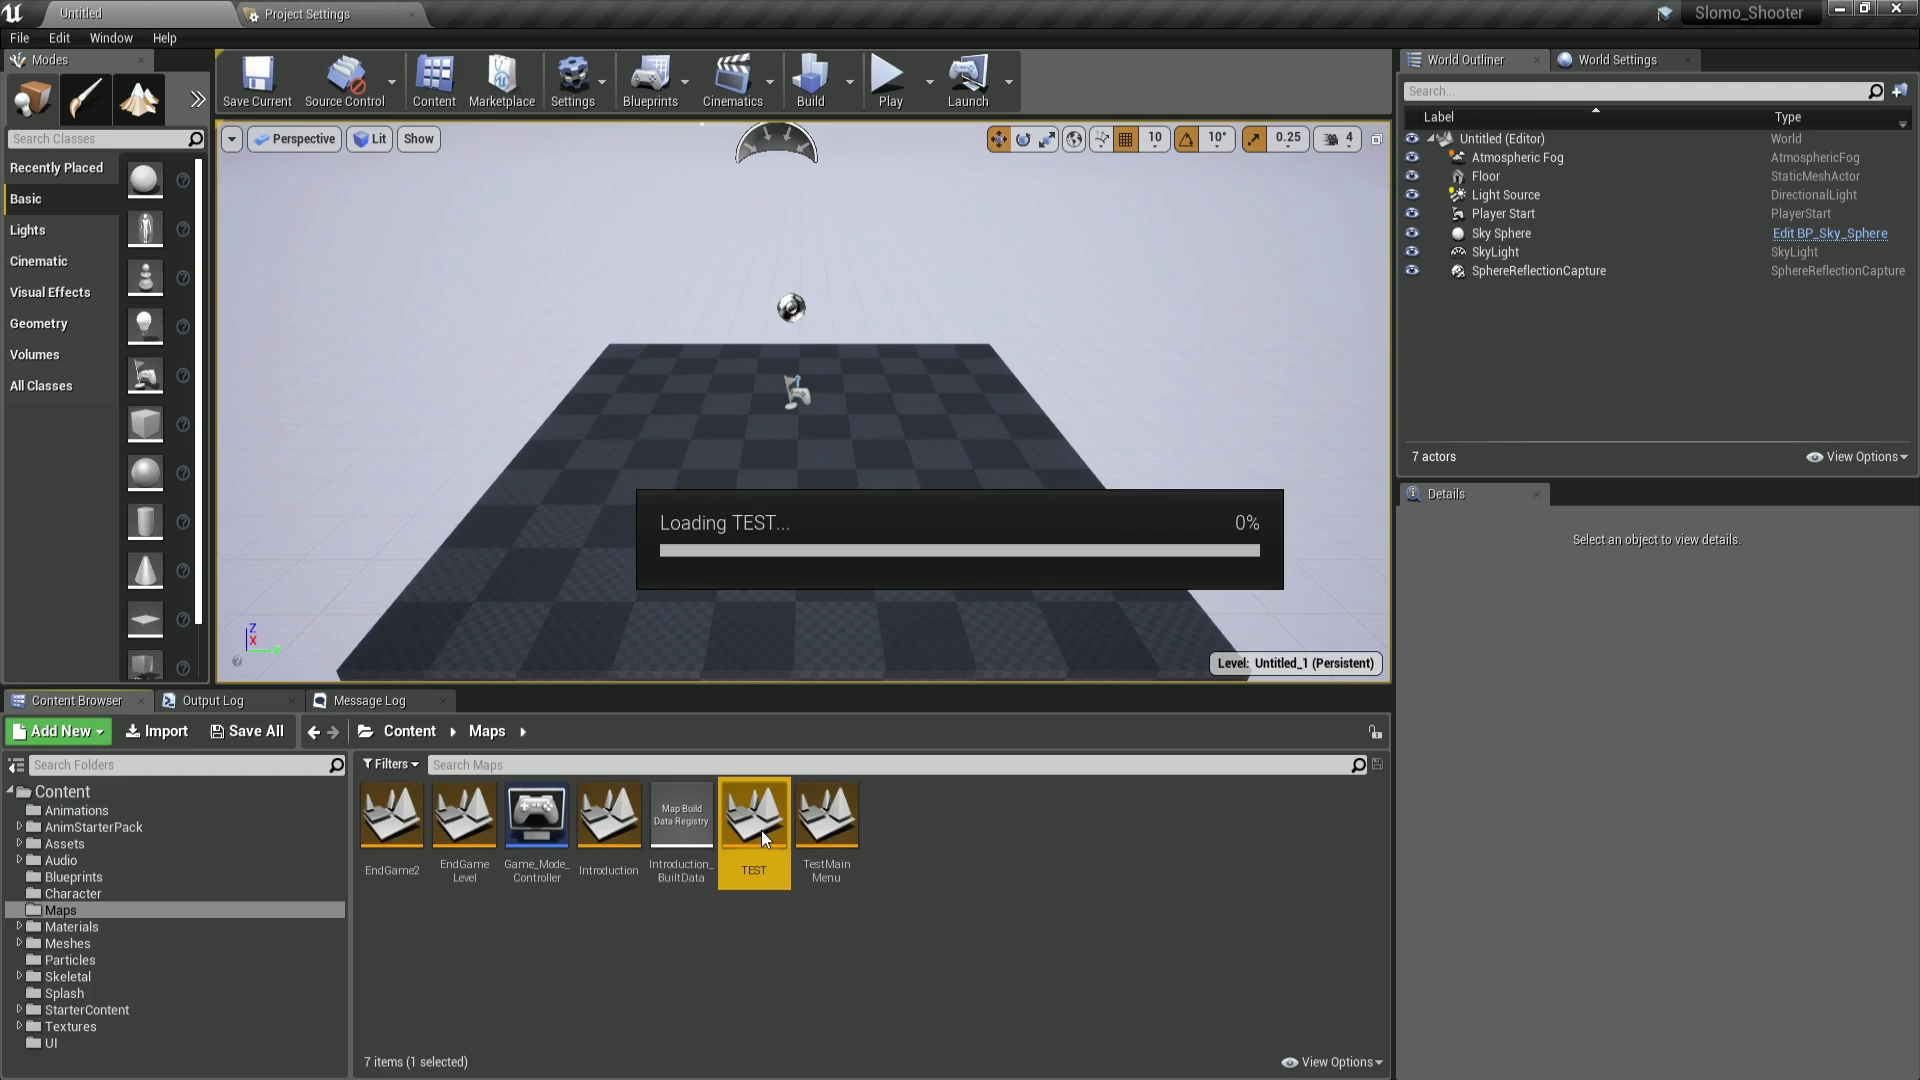 Untitled
Project Settings
Slomo_Shooter
File Edit Window Help
Modes
Search Classes
Recently Placed
Basic
Lights
Cinematic
Visual Effects
Geometry
Volumes
All Classes
Save Current
Source Control
Content
Marketplace
Settings
Blueprints
Cinematics
Build
Play
Launch
Perspective
Lit
Show
10
10°
0.25
4
Loading TEST...
0%
Z
X
Y
Level: Untitled_1 (Persistent)
World Outliner
World Settings
Search...
Label
Type
Untitled (Editor)
World
Atmospheric Fog
AtmosphericFog
Floor
StaticMeshActor
Light Source
DirectionalLight
Player Start
PlayerStart
Sky Sphere
Edit BP_Sky_Sphere
SkyLight
SkyLight
SphereReflectionCapture
SphereReflectionCapture
7 actors
View Options
Details
Select an object to view details.
Content Browser
Output Log
Message Log
Add New
Import
Save All
Content
Maps
Search Folders
Content
Animations
AnimStarterPack
Assets
Audio
Blueprints
Character
Maps
Materials
Meshes
Particles
Skeletal
Splash
StarterContent
Textures
UI
Filters
Search Maps
EndGame2
EndGame
Level
Game_Mode_
Controller
Introduction
Map Build
Data Registry
Introduction_
BuiltData
TEST
TestMain
Menu
7 items (1 selected)
View Options